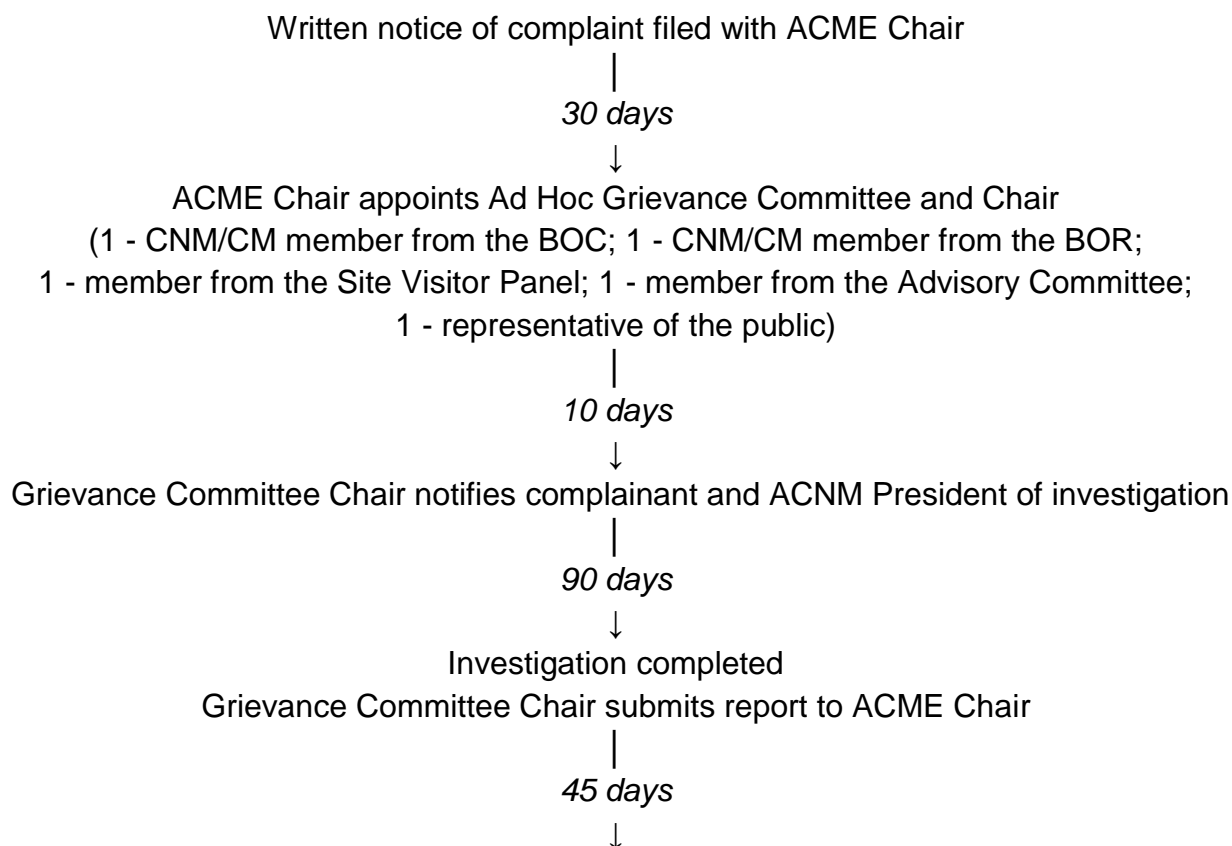 Written notice of complaint filed with ACME Chair
|
30 days
↓
ACME Chair appoints Ad Hoc Grievance Committee and Chair
(1 - CNM/CM member from the BOC; 1 - CNM/CM member from the BOR;
1 - member from the Site Visitor Panel; 1 - member from the Advisory Committee;
1 - representative of the public)
|
10 days
↓
Grievance Committee Chair notifies complainant and ACNM President of investigation
|
90 days
↓
Investigation completed
Grievance Committee Chair submits report to ACME Chair
|
45 days
↓